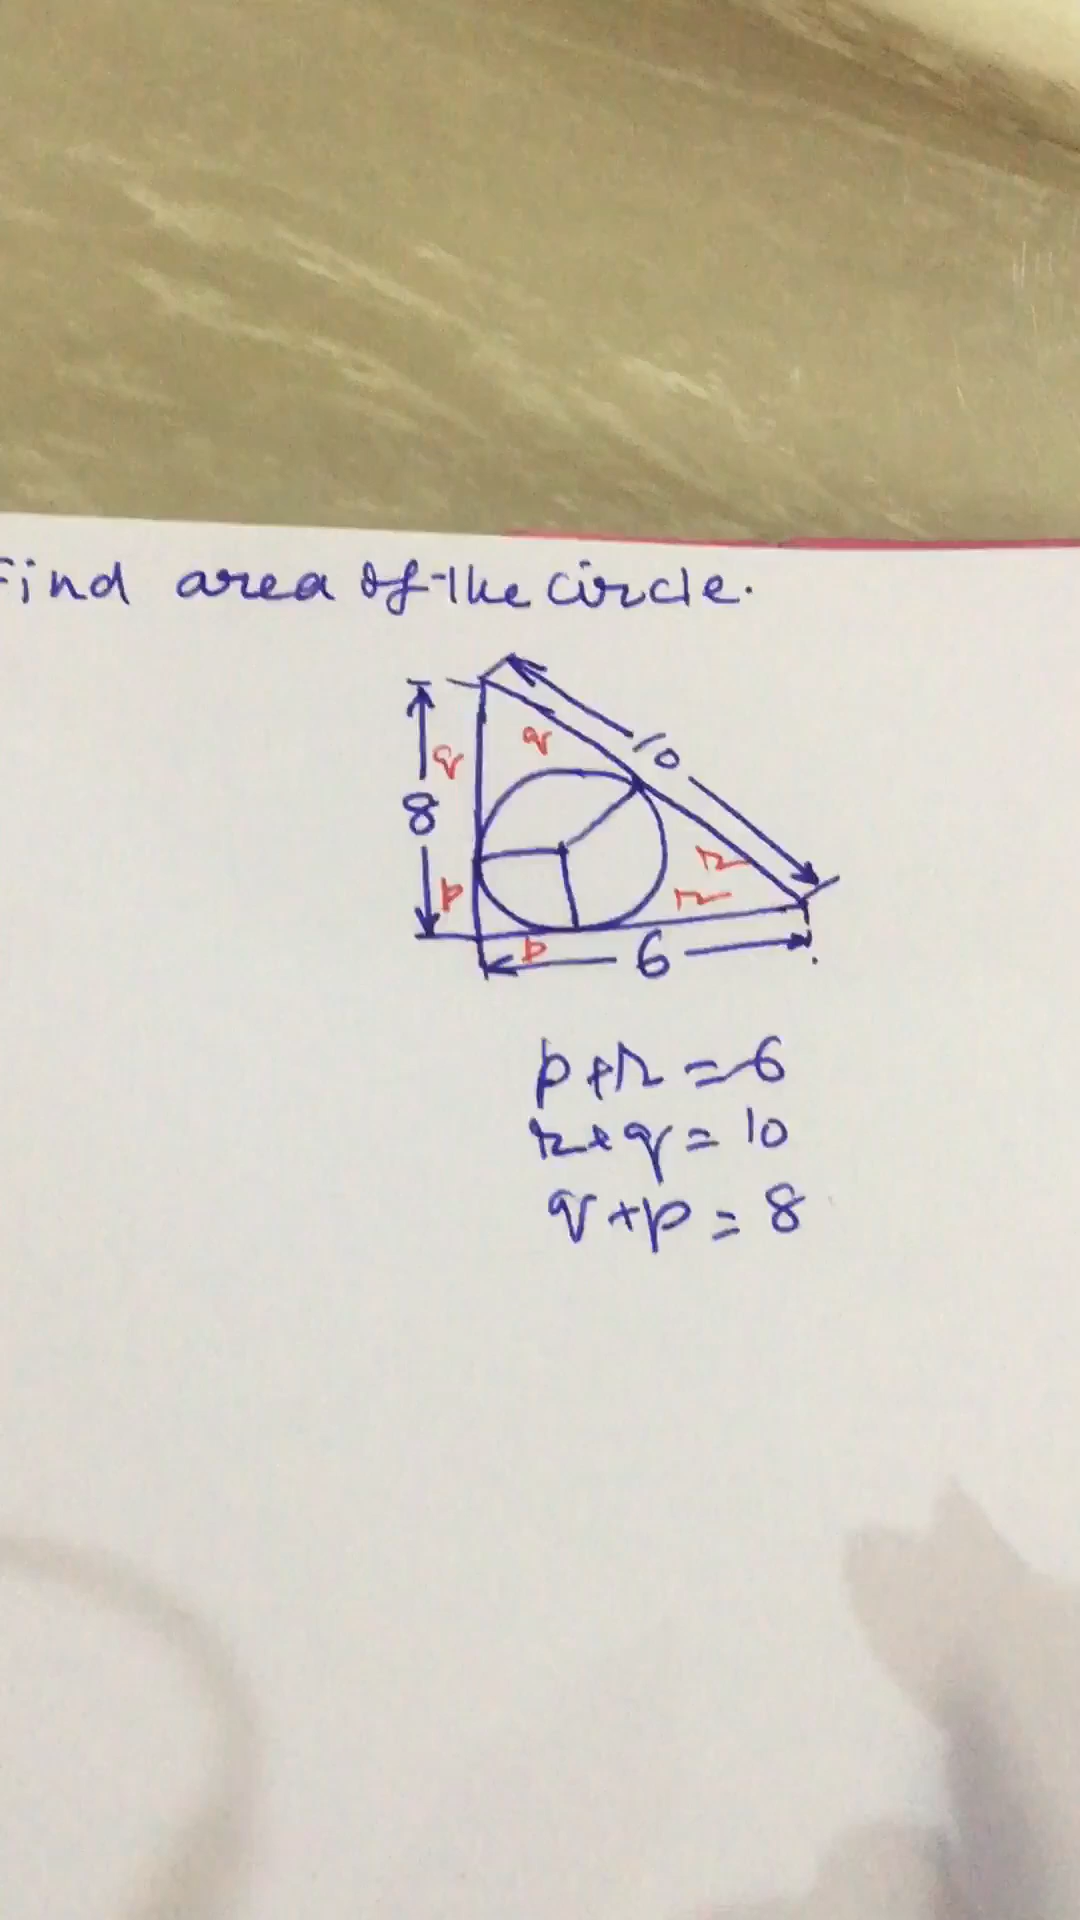 Find area of the circle.
q
q
10
8
r
p
r
p
6
p+r=6
r+q=10
q+p=8